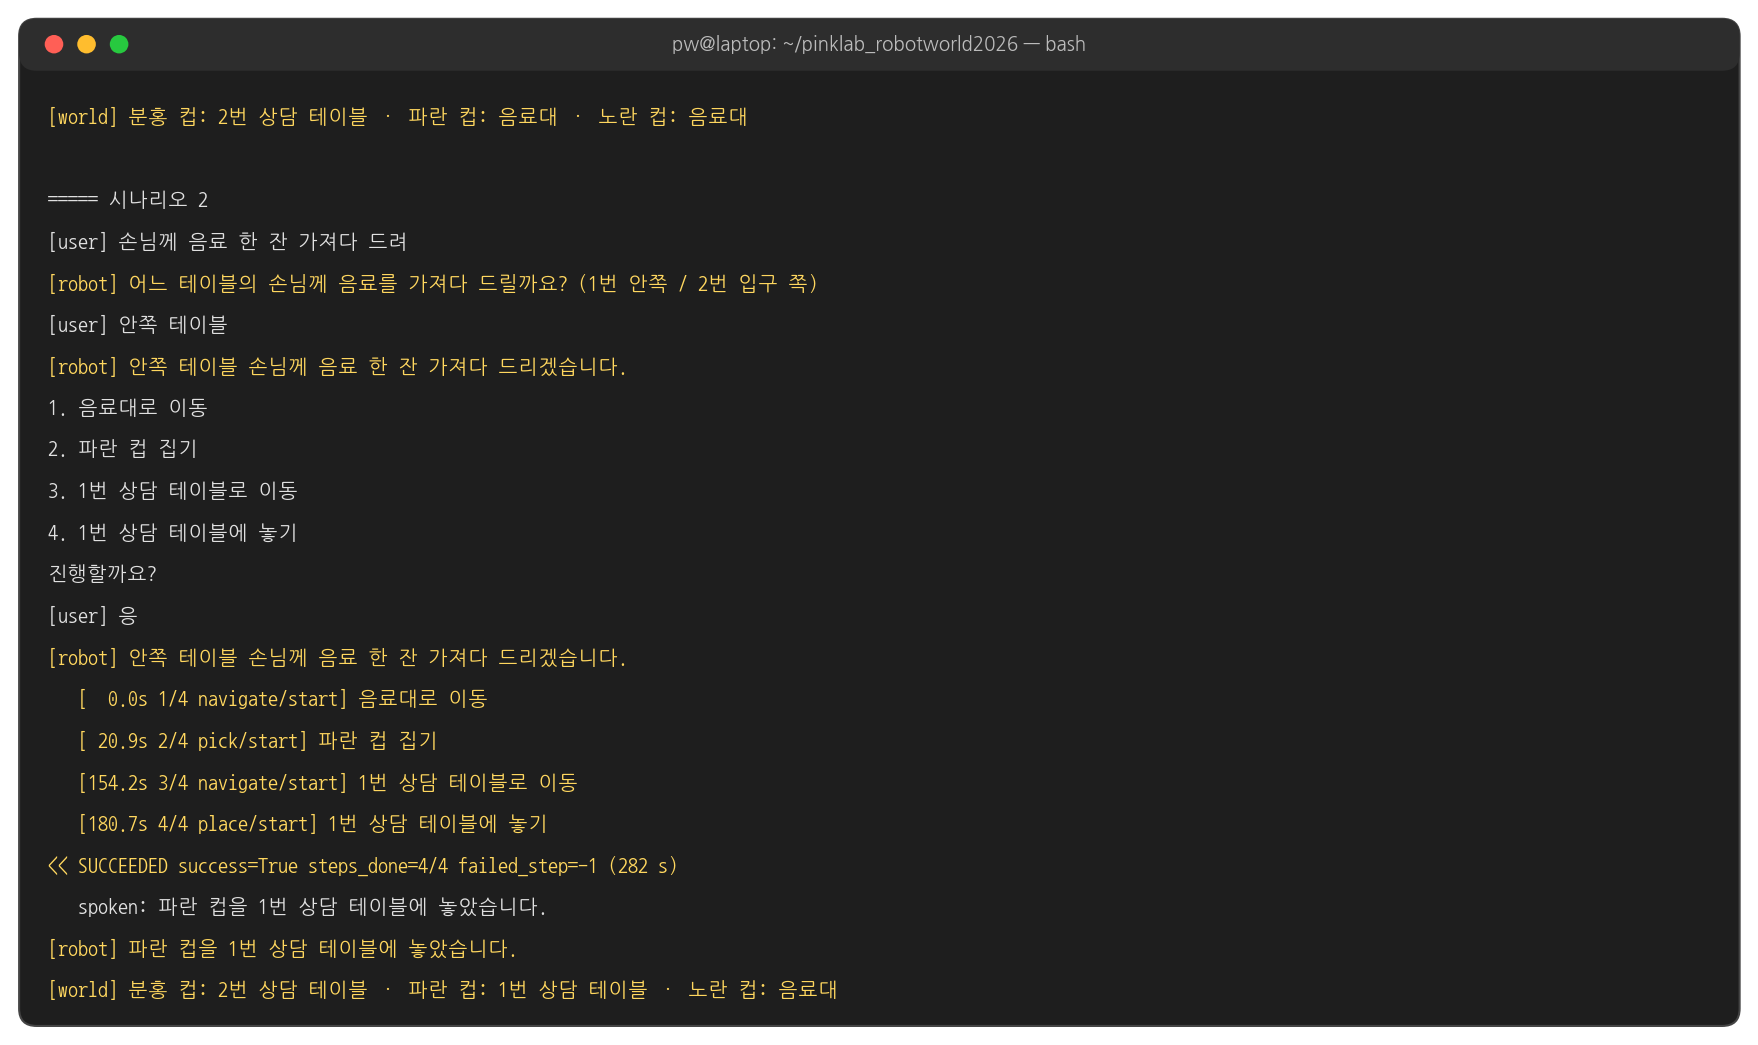 pw@laptop: ~/pinklab_robotworld2026 — bash
[world] 분홍 컵: 2번 상담 테이블 · 파란 컵: 음료대 · 노란 컵: 음료대
===== 시나리오 2
[user] 손님께 음료 한 잔 가져다 드려
[robot] 어느 테이블의 손님께 음료를 가져다 드릴까요? (1번 안쪽 / 2번 입구 쪽)
[user] 안쪽 테이블
[robot] 안쪽 테이블 손님께 음료 한 잔 가져다 드리겠습니다.
1. 음료대로 이동
2. 파란 컵 집기
3. 1번 상담 테이블로 이동
4. 1번 상담 테이블에 놓기
진행할까요?
[user] 응
[robot] 안쪽 테이블 손님께 음료 한 잔 가져다 드리겠습니다.
[  0.0s 1/4 navigate/start] 음료대로 이동
[ 20.9s 2/4 pick/start] 파란 컵 집기
[154.2s 3/4 navigate/start] 1번 상담 테이블로 이동
[180.7s 4/4 place/start] 1번 상담 테이블에 놓기
<< SUCCEEDED success=True steps_done=4/4 failed_step=-1 (282 s)
spoken: 파란 컵을 1번 상담 테이블에 놓았습니다.
[robot] 파란 컵을 1번 상담 테이블에 놓았습니다.
[world] 분홍 컵: 2번 상담 테이블 · 파란 컵: 1번 상담 테이블 · 노란 컵: 음료대